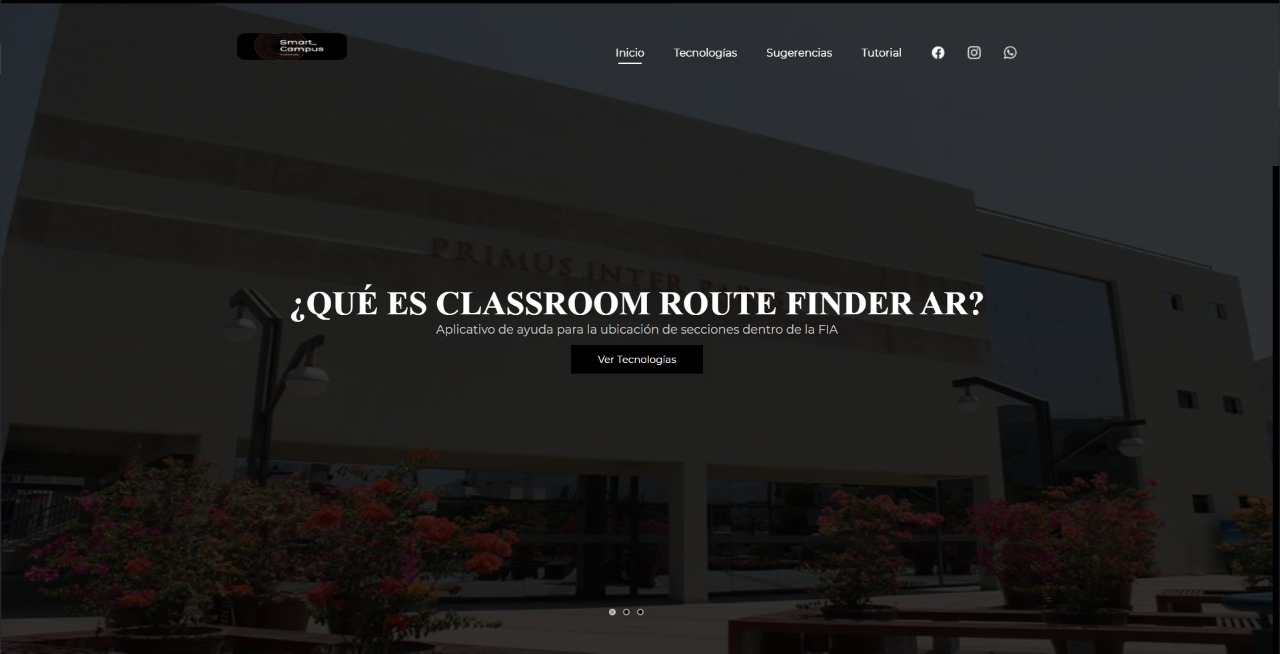 Smart_
Campus
Inicio Tecnologías Sugerencias Tutorial
PRIMUS INTER PARES
¿QUÉ ES CLASSROOM ROUTE FINDER AR?
Aplicativo de ayuda para la ubicación de secciones dentro de la FIA
Ver Tecnologías